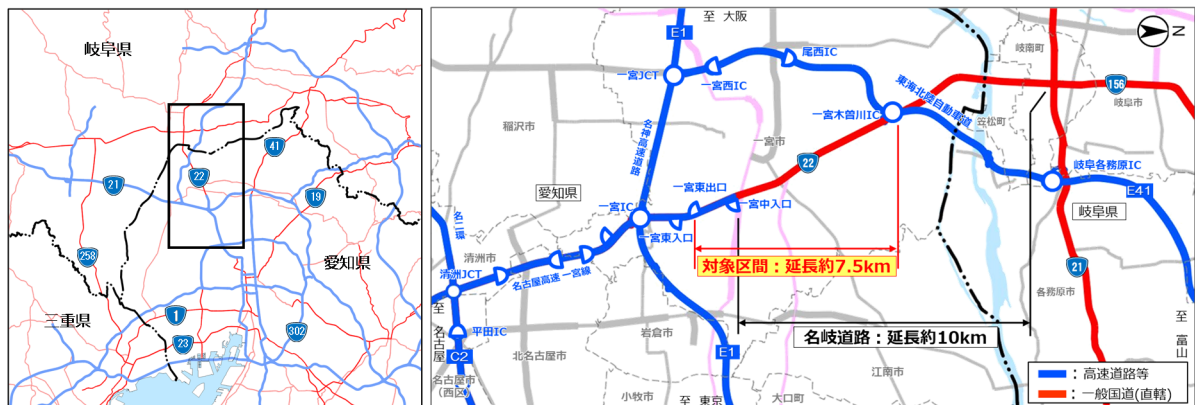 岐阜県
41
21
22
19
258
愛知県
三重県
1
23
302
至 大阪
E1
N
一宮JCT
一宮西IC
尾西IC
岐南町
156
岐阜市
東海北陸自動車道
笠松町
一宮木曽川IC
稲沢市
名神高速道路
一宮市
22
岐阜各務原IC
E41
岐阜県
愛知県
一宮東出口
一宮中入口
一宮IC
一宮東入口
名二環
清洲市
清洲JCT
名古屋高速 一宮線
対象区間:延長約7.5km
21
各務原市
至 名古屋
平田IC
岩倉市
名岐道路:延長約10km
至 富山
C2
北名古屋市
E1
江南市
名古屋市
(西区)
小牧市
至 東京
大口町
:高速道路等
:一般国道(直轄)